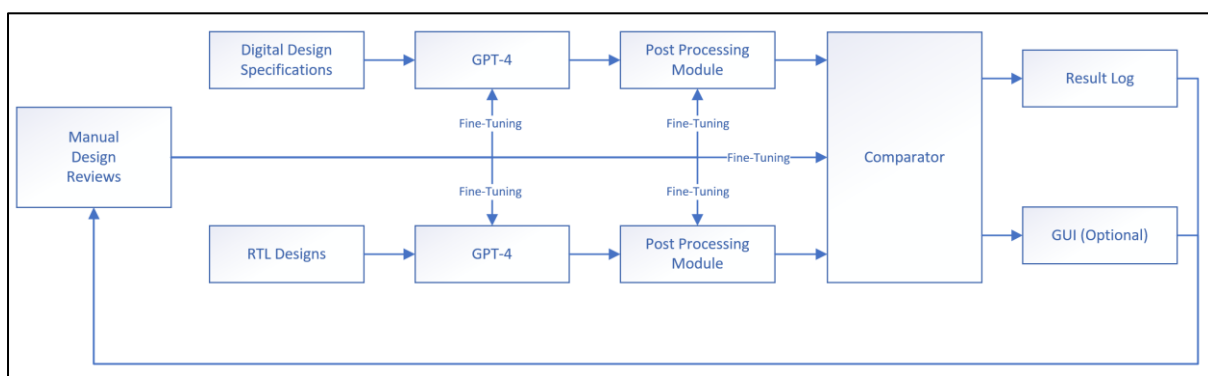 Digital Design
Specifications
GPT-4
Post Processing
Module
Result Log
Fine-Tuning
Fine-Tuning
Manual
Design
Reviews
Fine-Tuning
Comparator
Fine-Tuning
Fine-Tuning
RTL Designs
GPT-4
Post Processing
Module
GUI (Optional)